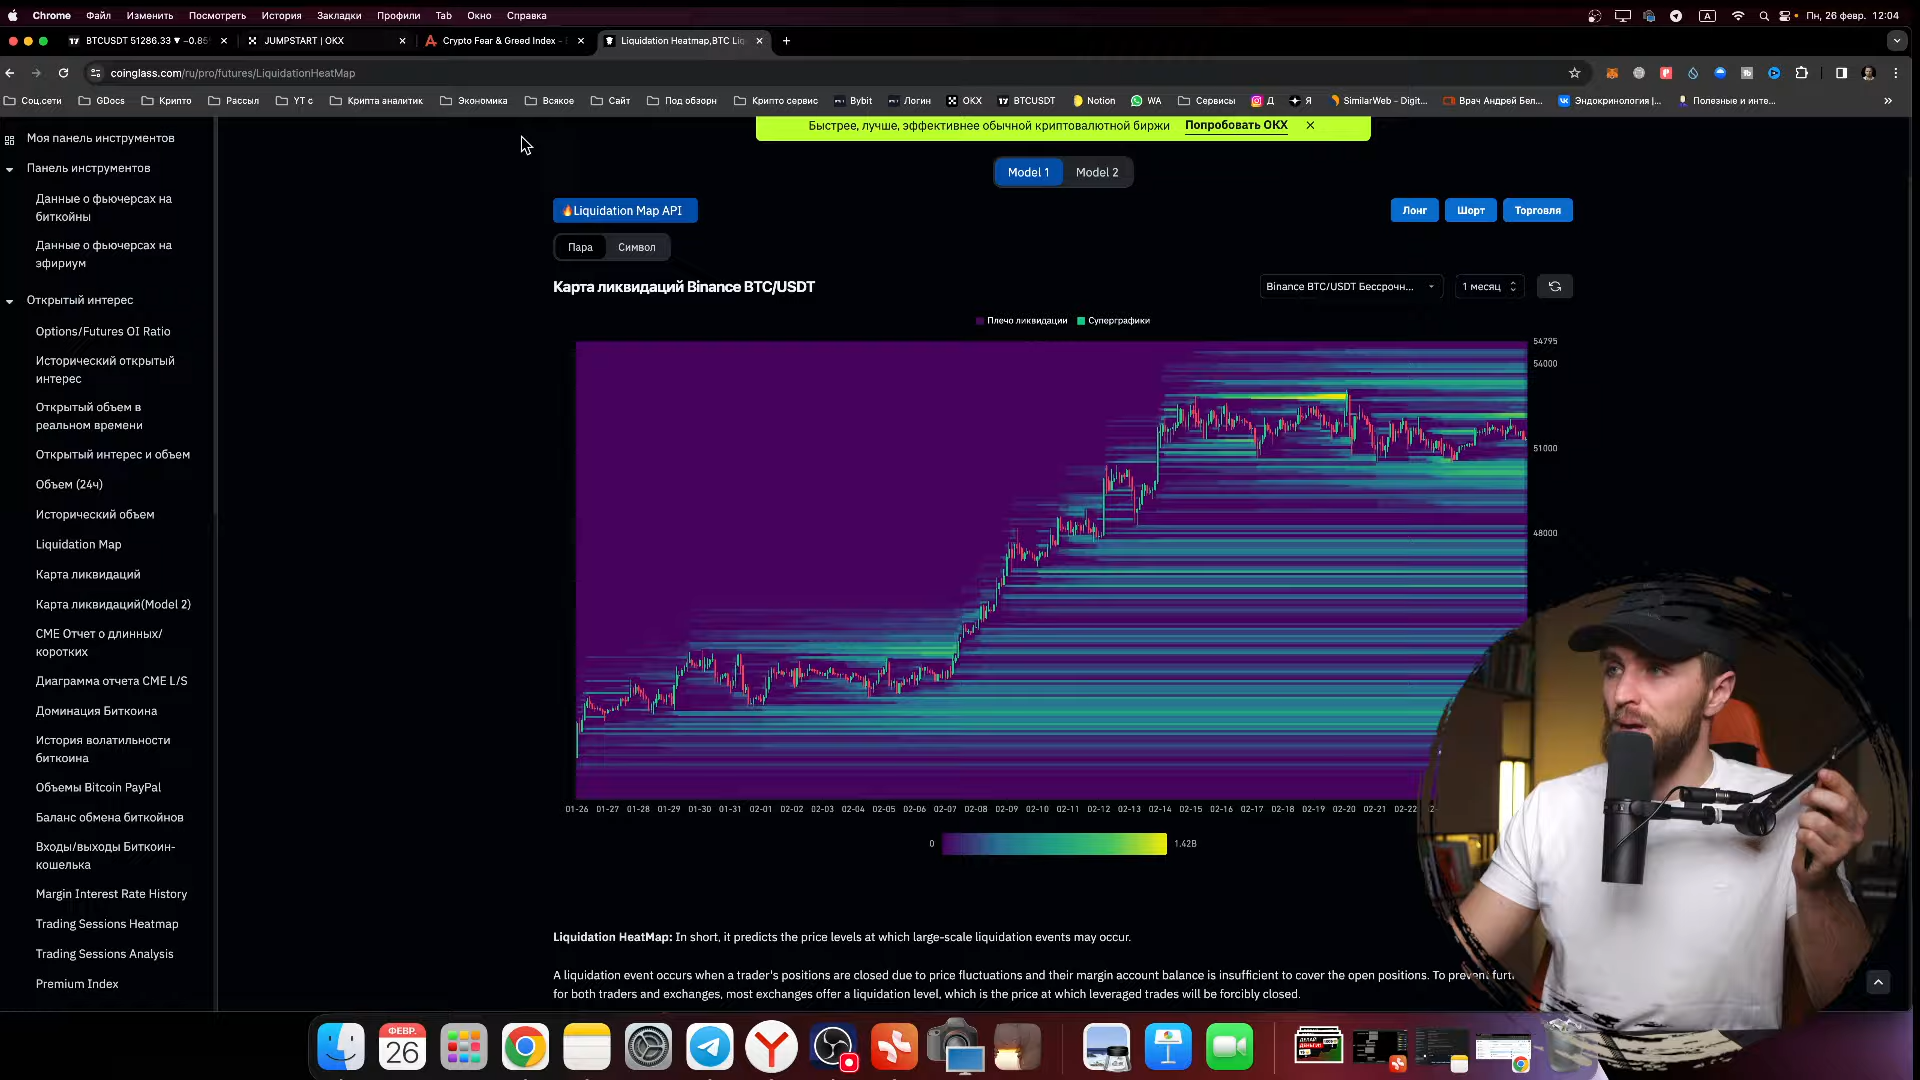 Chrome Файл Изменить Посмотреть История Закладки Профили Tab Окно Справка
A Пн, 26 февр. 12:04
BTCUSDT 51286.33 ▼ −0.85
JUMPSTART | OKX
Crypto Fear & Greed Index -
Liquidation Heatmap,BTC Liq
coinglass.com/ru/pro/futures/LiquidationHeatMap
Соц.сети GDocs Крипто Рассыл YT с Крипта аналитик Экономика Всякое Сайт Под обзорн Крипто сервис Bybit Логин OKX BTCUSDT Notion WA Сервисы Д Я SimilarWeb - Digit... Врач Андрей Бел... Эндокринология |... Полезные и инте... »
Быстрее, лучше, эффективнее обычной криптовалютной биржи Попробовать OKX
Моя панель инструментов
Панель инструментов
Данные о фьючерсах на
биткойны
Данные о фьючерсах на
эфириум
Открытый интерес
Options/Futures OI Ratio
Исторический открытый
интерес
Открытый объем в
реальном времени
Открытый интерес и объем
Объем (24ч)
Исторический объем
Liquidation Map
Карта ликвидаций
Карта ликвидаций(Model 2)
CME Отчет о длинных/
коротких
Диаграмма отчета CME L/S
Доминация Биткоина
История волатильности
биткоина
Объемы Bitcoin PayPal
Баланс обмена биткойнов
Входы/выходы Биткоин-
кошелька
Margin Interest Rate History
Trading Sessions Heatmap
Trading Sessions Analysis
Premium Index
Model 1 Model 2
🔥Liquidation Map API
Лонг Шорт Торговля
Пара Символ
Карта ликвидаций Binance BTC/USDT
Binance BTC/USDT Бессрочн... 1 месяц
Плечо ликвидации Суперграфики
54795
54000
51000
48000
01-26 01-27 01-28 01-29 01-30 01-31 02-01 02-02 02-03 02-04 02-05 02-06 02-07 02-08 02-09 02-10 02-11 02-12 02-13 02-14 02-15 02-16 02-17 02-18 02-19 02-20 02-21 02-22
0 1.42B
Liquidation HeatMap: In short, it predicts the price levels at which large-scale liquidation events may occur.
A liquidation event occurs when a trader's positions are closed due to price fluctuations and their margin account balance is insufficient to cover the open positions. To prevent furt
for both traders and exchanges, most exchanges offer a liquidation level, which is the price at which leveraged trades will be forcibly closed.
ФЕВР.
26